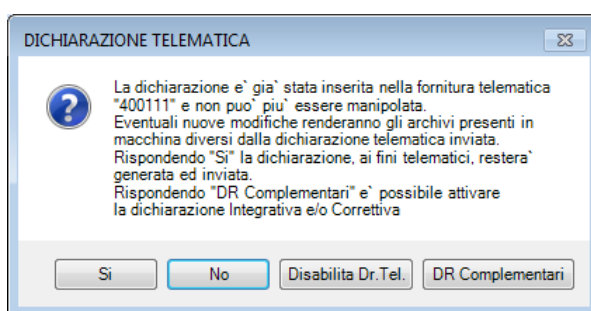 DICHIARAZIONE TELEMATICA
La dichiarazione e` gia` stata inserita nella fornitura telematica
"400111" e non puo` piu` essere manipolata.
Eventuali nuove modifiche renderanno gli archivi presenti in
macchina diversi dalla dichiarazione telematica inviata.
Rispondendo "Si" la dichiarazione, ai fini telematici, restera`
generata ed inviata.
Rispondendo "DR Complementari" e` possibile attivare
la dichiarazione Integrativa e/o Correttiva
Si No Disabilita Dr.Tel. DR Complementari